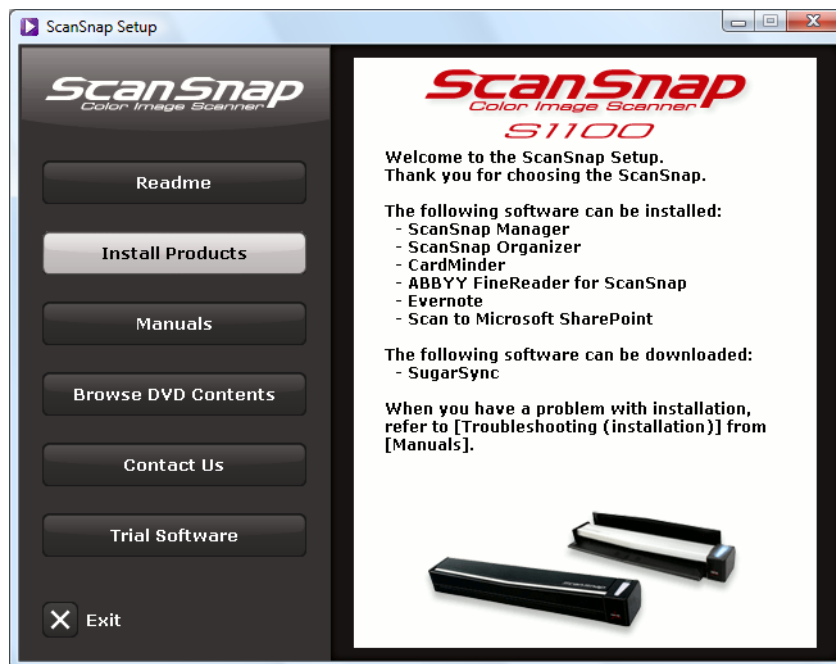 ScanSnap Setup
ScanSnap
Color Image Scanner
Readme
Install Products
Manuals
Browse DVD Contents
Contact Us
Trial Software
Exit
ScanSnap
Color Image Scanner
S1100
Welcome to the ScanSnap Setup.
Thank you for choosing the ScanSnap.
The following software can be installed:
- ScanSnap Manager
- ScanSnap Organizer
- CardMinder
- ABBYY FineReader for ScanSnap
- Evernote
- Scan to Microsoft SharePoint
The following software can be downloaded:
- SugarSync
When you have a problem with installation,
refer to [Troubleshooting (installation)] from
[Manuals].
ScanSnap